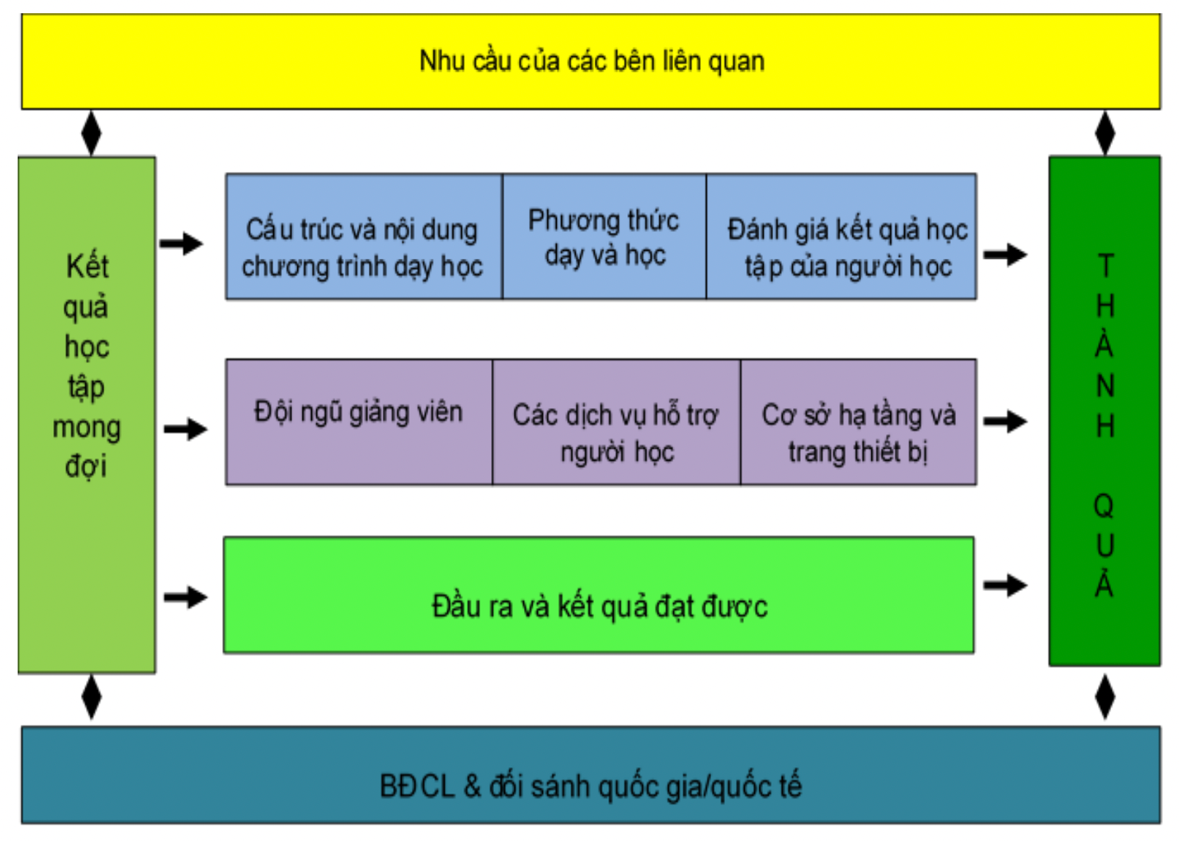 Nhu cầu của các bên liên quan
Kết
quả
học
tập
mong
đợi
Cấu trúc và nội dung
chương trình dạy học
Phương thức
dạy và học
Đánh giá kết quả học
tập của người học
Đội ngũ giảng viên
Các dịch vụ hỗ trợ
người học
Cơ sở hạ tầng và
trang thiết bị
Đầu ra và kết quả đạt được
T
H
À
N
H
Q
U
Ả
BĐCL & đối sánh quốc gia/quốc tế